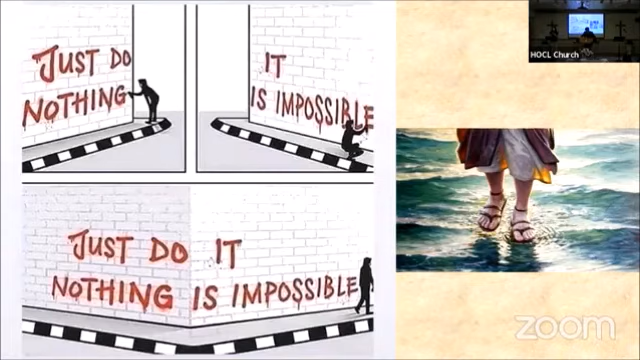 JUST DO
NOTHING
IT
IS IMPOSSIBLE
JUST DO IT
NOTHING IS IMPOSSIBLE
HOCL Church
zoom